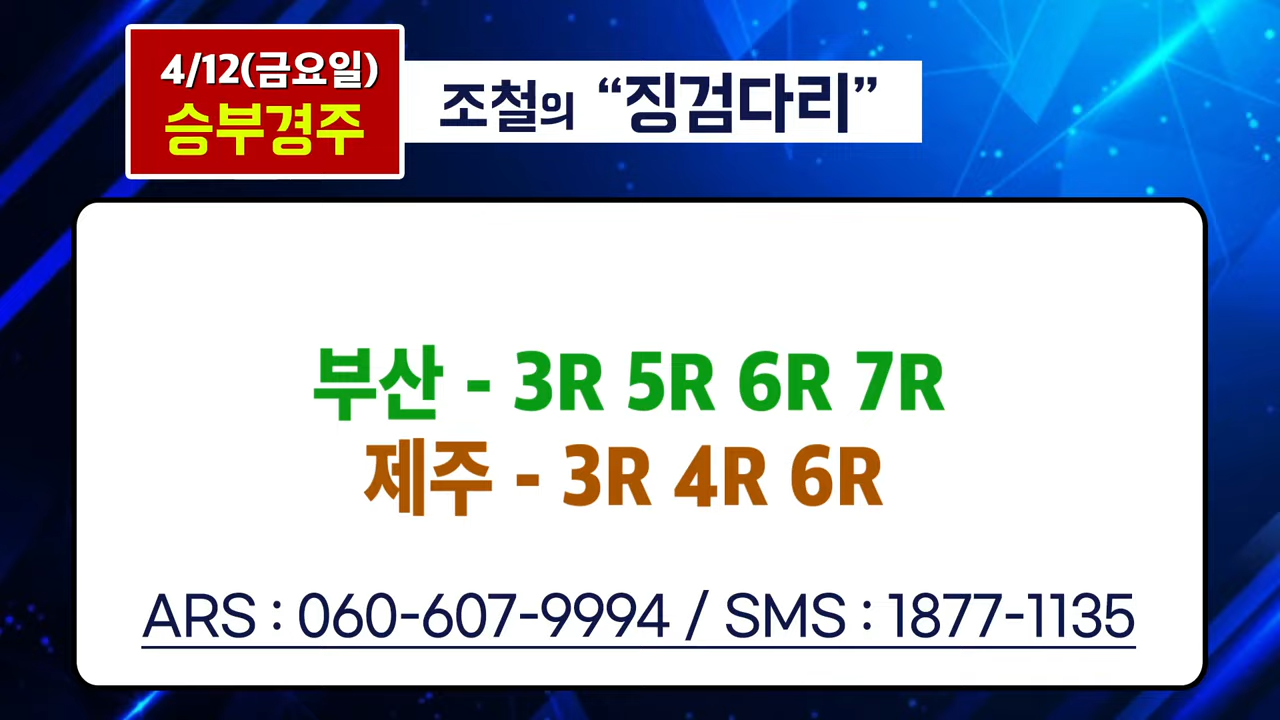 4/12(금요일)
승부경주
조철의 “징검다리”
부산 - 3R 5R 6R 7R
제주 - 3R 4R 6R
ARS : 060-607-9994 / SMS : 1877-1135